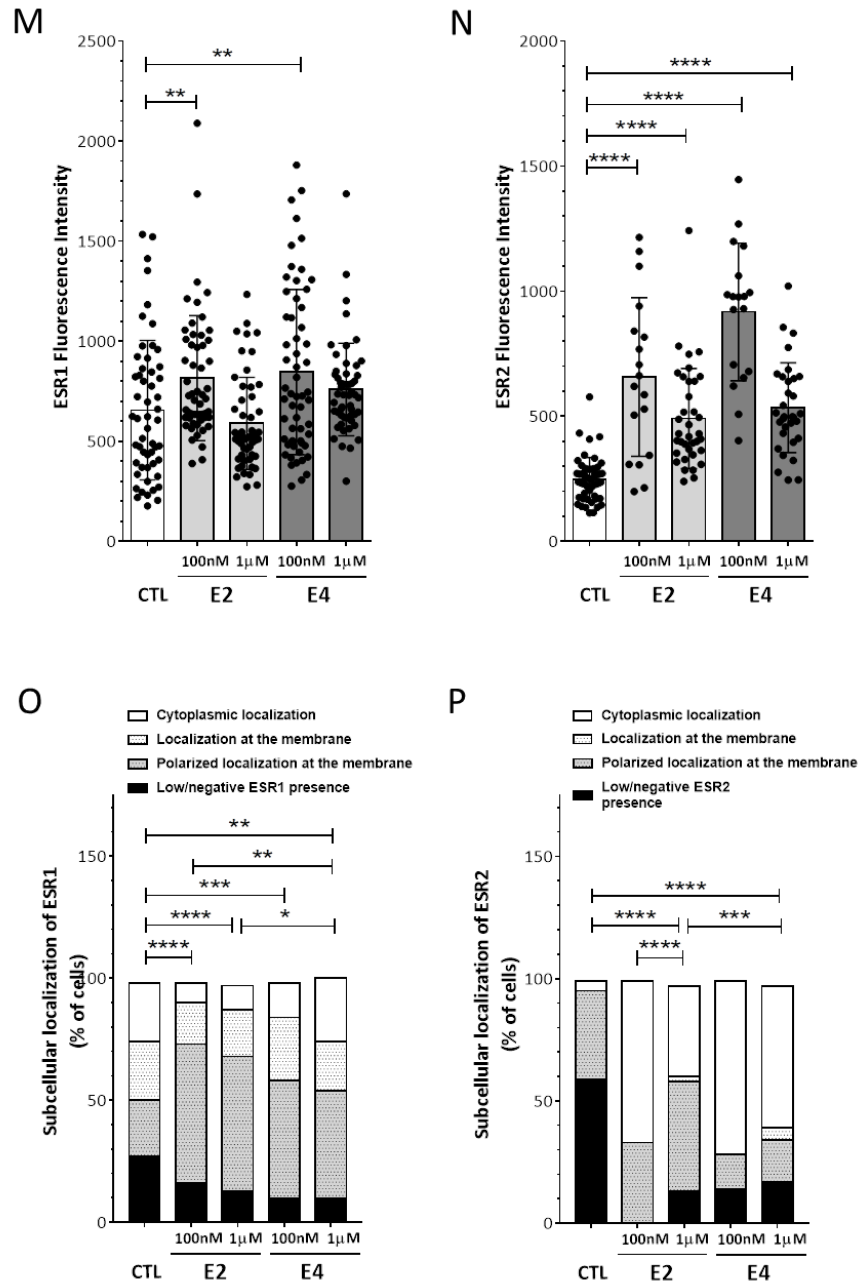 M
ESR1 Fluorescence Intensity
2500
2000
1500
1000
500
0
**
**
100nM 1µM 100nM 1µM
CTL E2 E4
N
ESR2 Fluorescence Intensity
2000
1500
1000
500
0
****
****
****
****
100nM 1µM 100nM 1µM
CTL E2 E4
O
Cytoplasmic localization
Localization at the membrane
Polarized localization at the membrane
Low/negative ESR1 presence
Subcellular localization of ESR1
(% of cells)
150
100
50
0
**
**
***
**** *
****
100nM 1µM 100nM 1µM
CTL E2 E4
P
Cytoplasmic localization
Localization at the membrane
Polarized localization at the membrane
Low/negative ESR2
presence
Subcellular localization of ESR2
(% of cells)
150
100
50
0
****
**** ***
****
100nM 1µM 100nM 1µM
CTL E2 E4